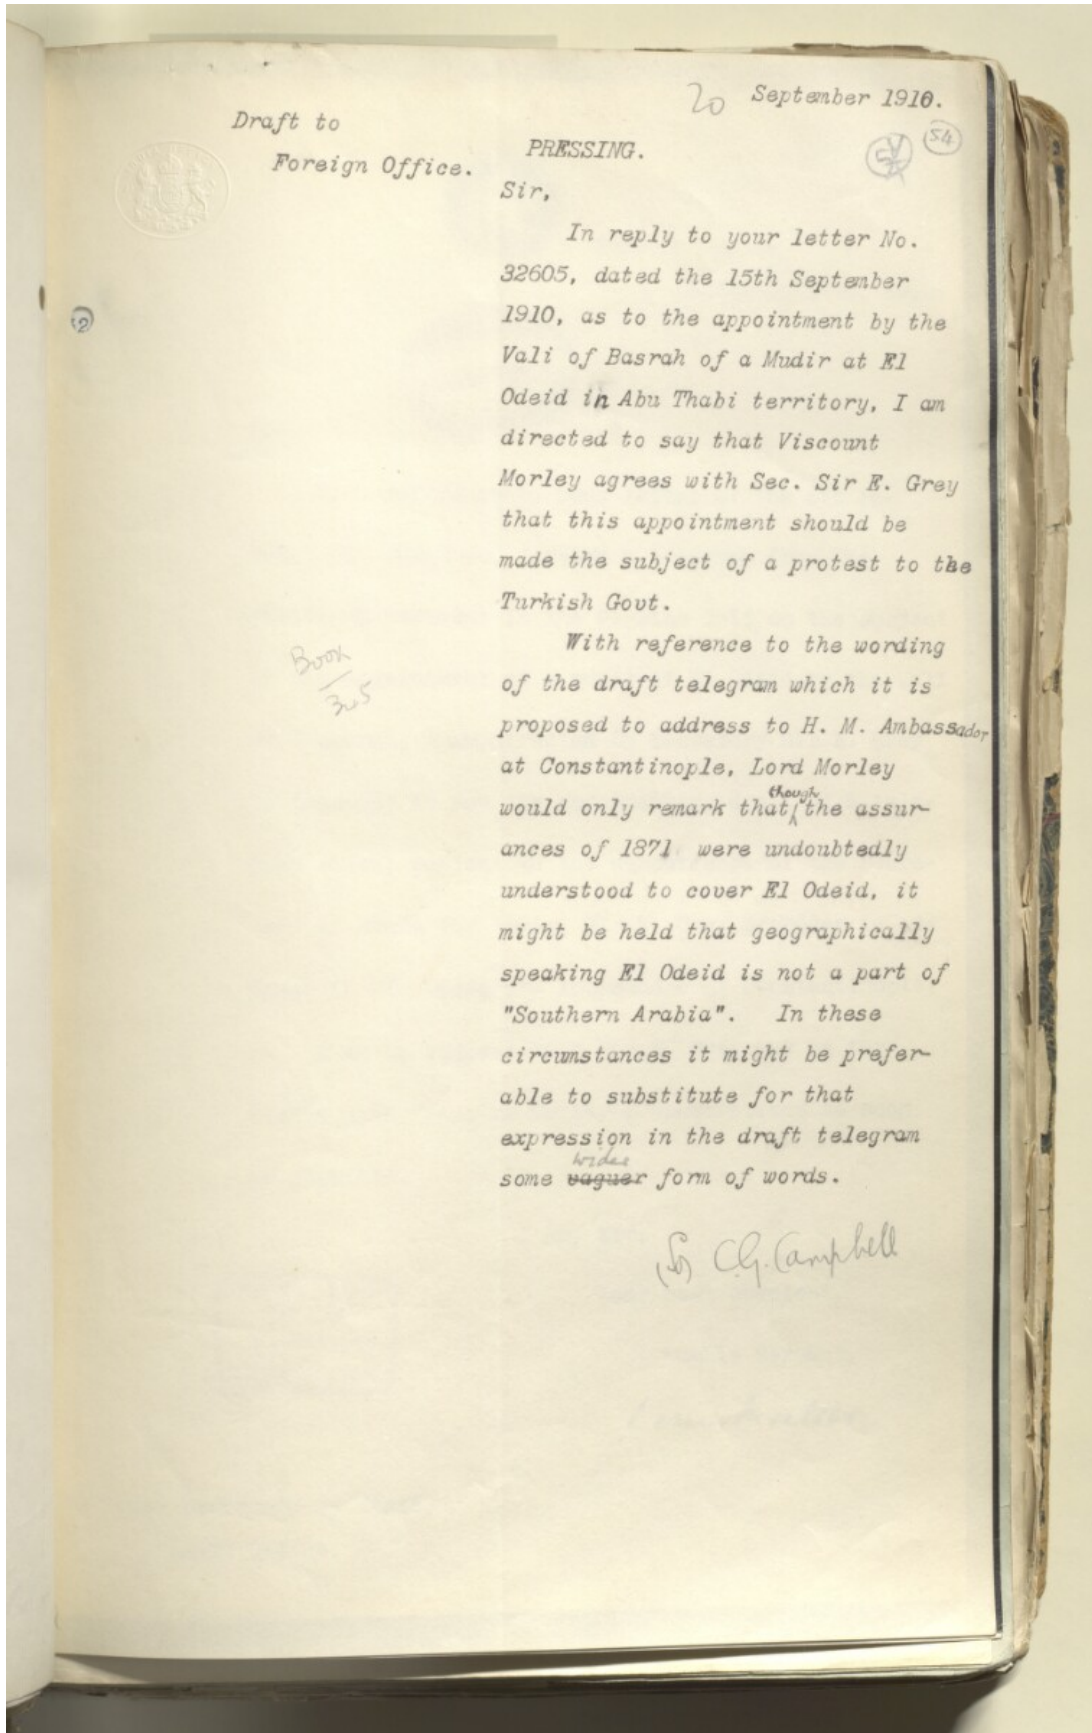 20 September 1910.
Draft to
Foreign Office.
54
PRESSING.
Sir,
In reply to your letter No.
32605, dated the 15th September
1910, as to the appointment by the
Vali of Basrah of a Mudir at El
Odeid in Abu Thabi territory, I am
directed to say that Viscount
Morley agrees with Sec. Sir E. Grey
that this appointment should be
made the subject of a protest to the
Turkish Govt.
With reference to the wording
of the draft telegram which it is
proposed to address to H. M. Ambassador
at Constantinople, Lord Morley
would only remark that though the assur-
ances of 1871 were undoubtedly
understood to cover El Odeid, it
might be held that geographically
speaking El Odeid is not a part of
"Southern Arabia". In these
circumstances it might be prefer-
able to substitute for that
expression in the draft telegram
wider
some vaguer form of words.
C.G. Campbell
2
Book